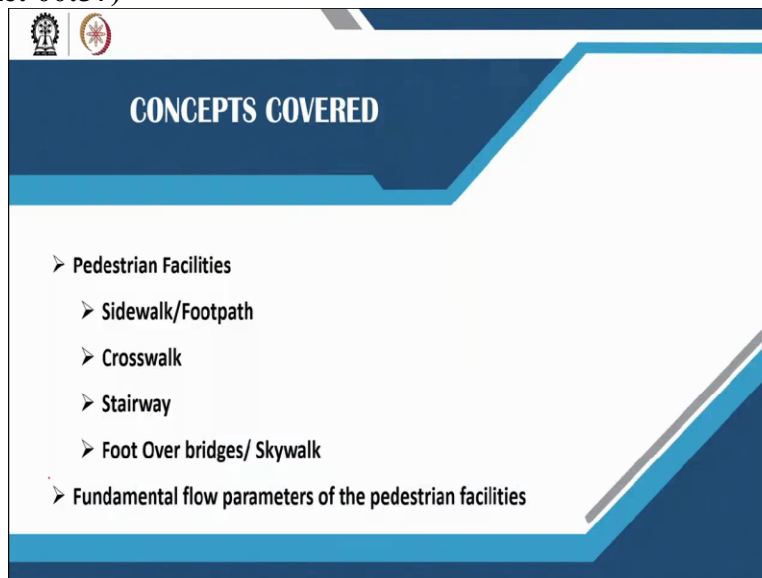 CONCEPTS COVERED
➢ Pedestrian Facilities
➢ Sidewalk/Footpath
➢ Crosswalk
➢ Stairway
➢ Foot Over bridges/ Skywalk
➢ Fundamental flow parameters of the pedestrian facilities